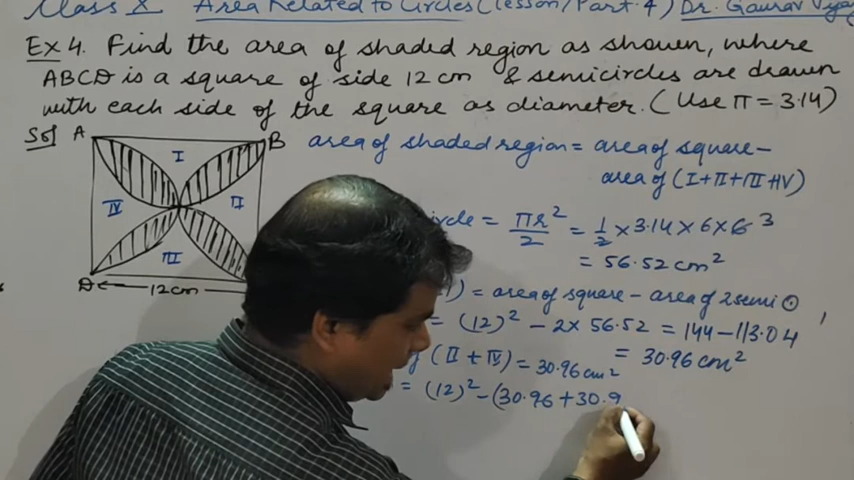 Class X Area Related to Circles (Lesson/Part-4) Dr. Gaurav
Ex 4. Find the area of shaded region as shown, where
ABCD is a square of side 12 cm & semicircles are drawn
with each side of the square as diameter. (Use π = 3.14)
Sol A B area of shaded region = area of square -
area of (I + II + III + IV)
I
IV II
III
D 12 cm
circle = πr²/2 = 1/2 × 3.14 × 6 × 6 3
= 56.52 cm²
) = area of square - area of 2 semi ⊙
= (12)² - 2 × 56.52 = 144 - 113.04
(II + IV) = 30.96 cm² = 30.96 cm²
= (12)² - (30.96 + 30.9